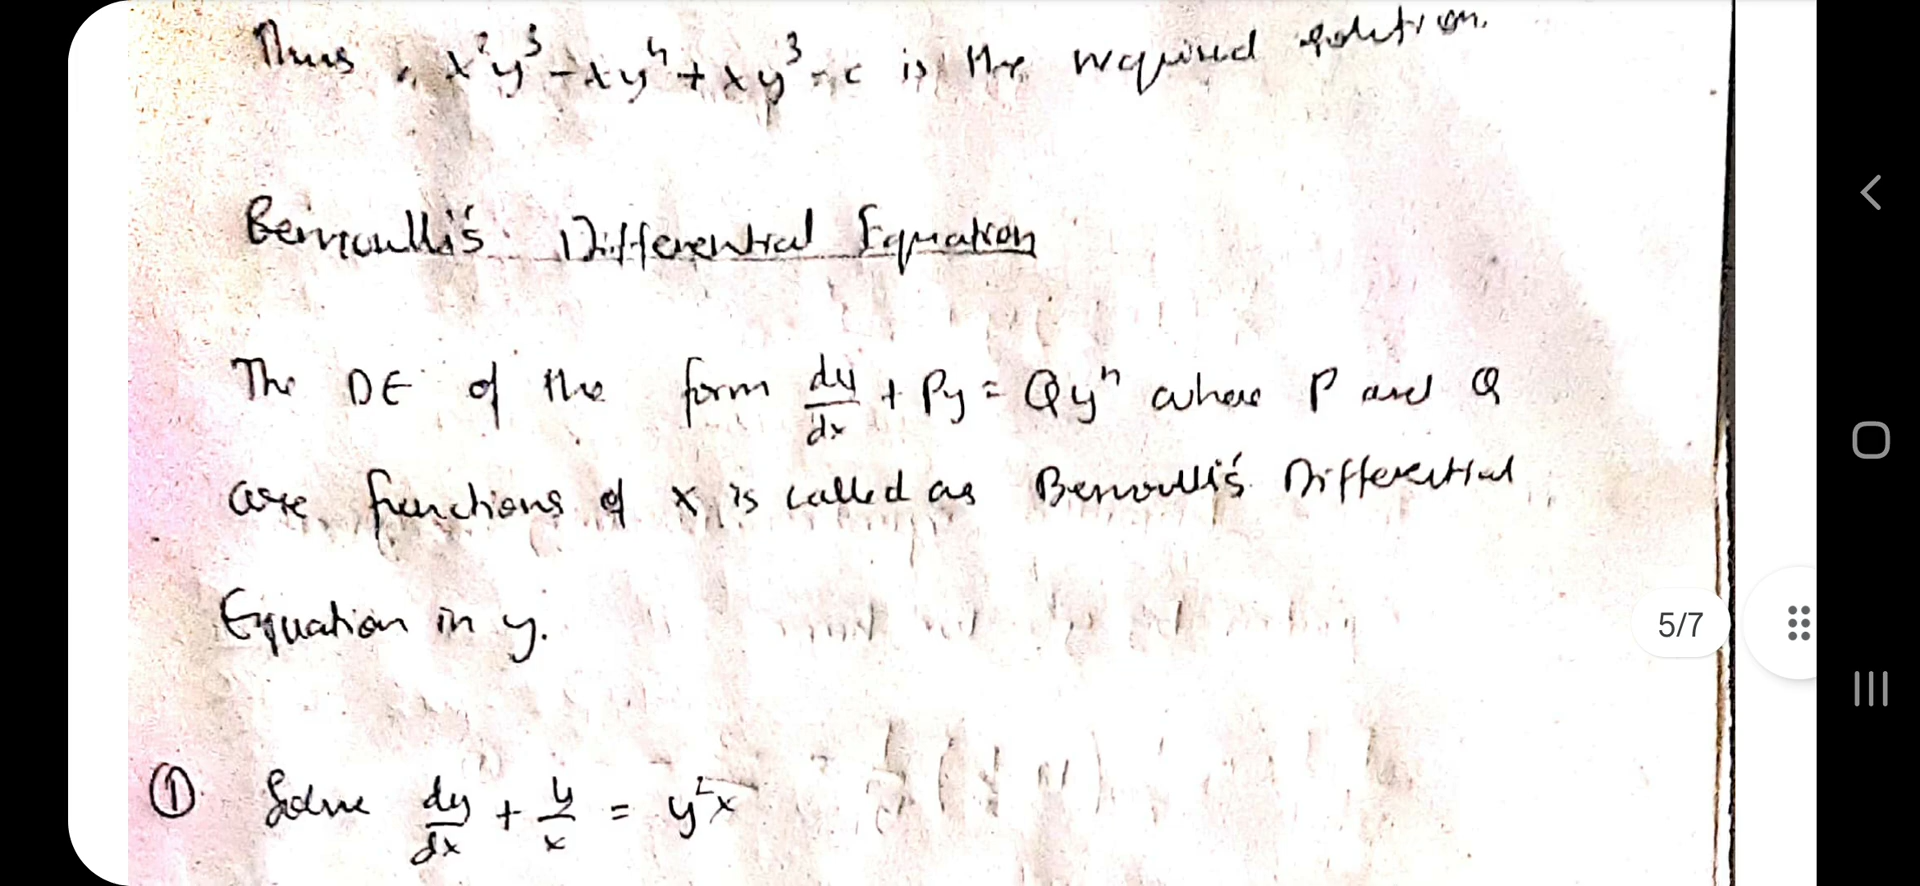 Thus, x²y³ - xy⁴ + xy³ = c is the required solution.
Bernoulli's Differential Equation
The DE of the form dy/dx + Py = Qyⁿ where P and Q
are functions of x is called as Bernoulli's Differential
Equation in y.
5/7
① Solve dy/dx + y/x = y²x